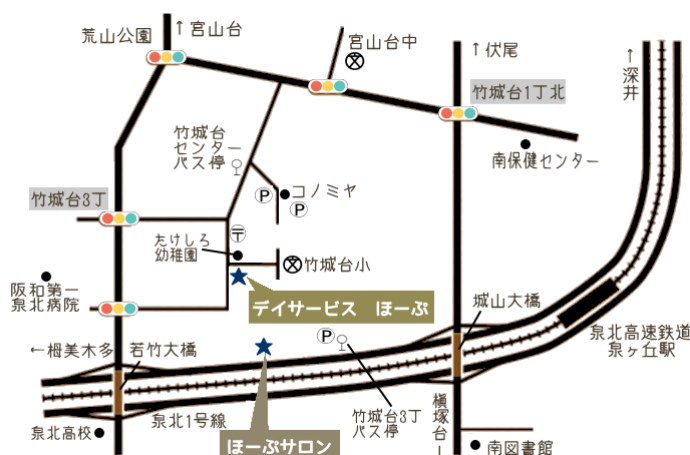 荒山公園
↑宮山台
宮山台中
↑伏尾
↑深井
竹城台1丁北
竹城台
センター
バス停
南保健センター
竹城台3丁
P
コノミヤ
P
〒
たけしろ
幼稚園
竹城台小
阪和第一
泉北病院
デイサービス ほーぷ
城山大橋
泉北高速鉄道
泉ヶ丘駅
←栂美木多
若竹大橋
P
竹城台3丁
バス停
泉北1号線
泉北高校
槇塚台
ほーぷサロン
南図書館